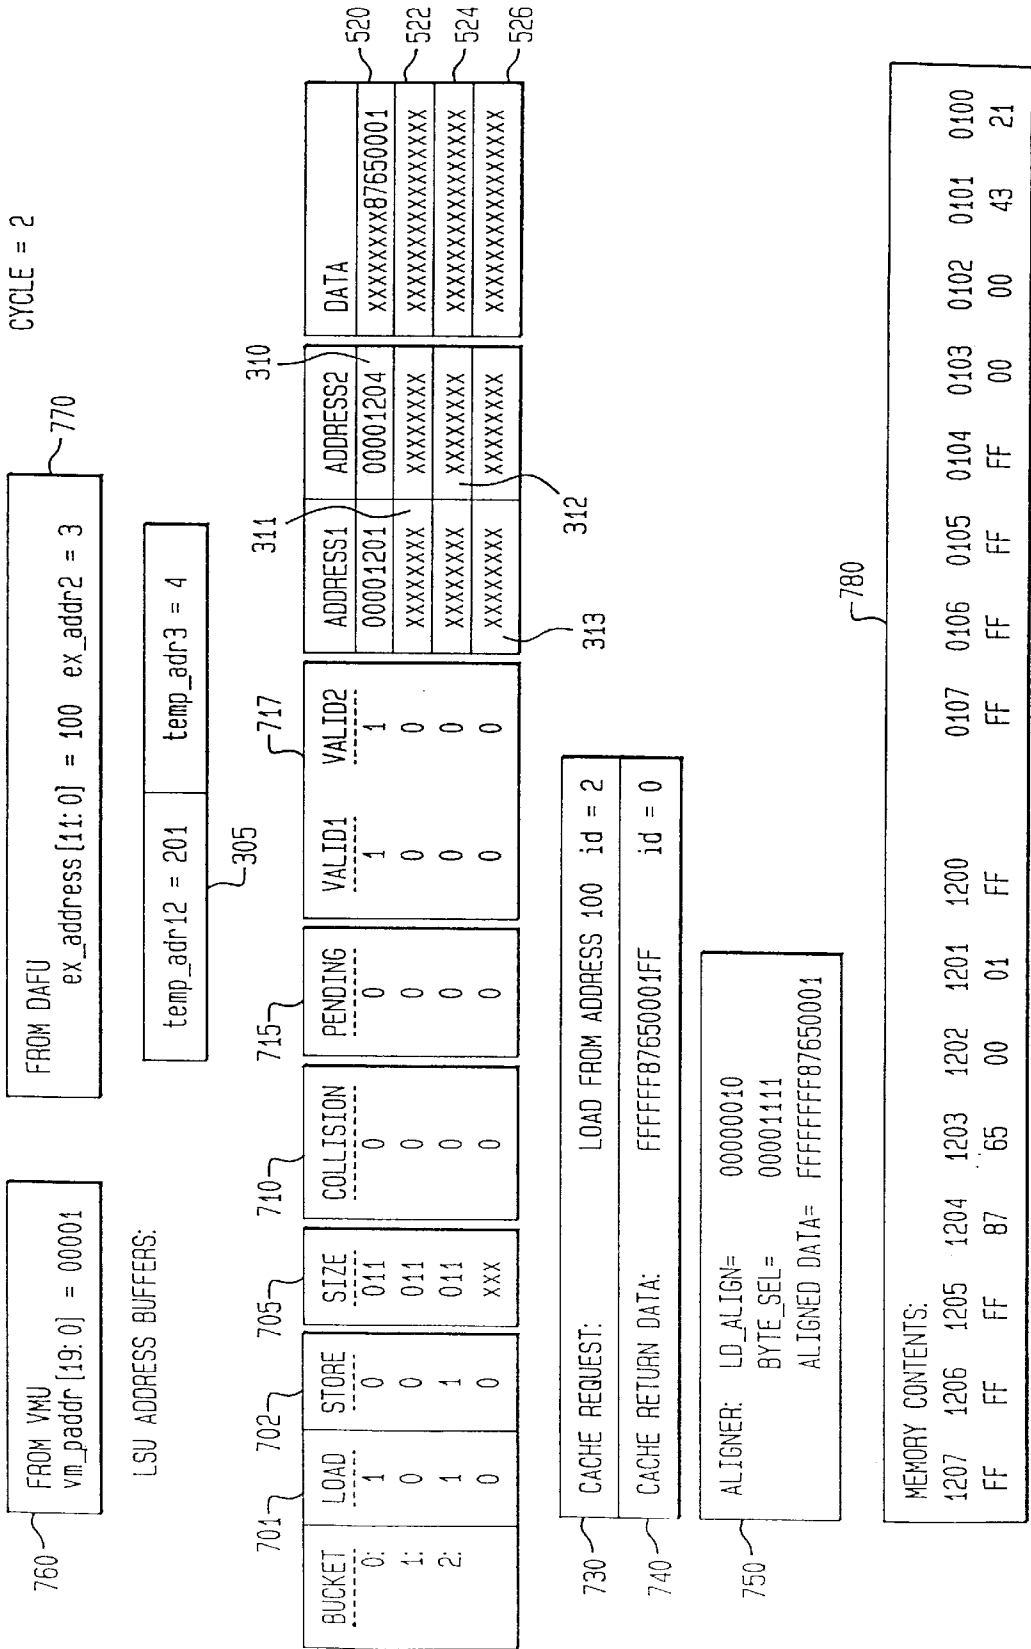 CYCLE = 2
FROM VMU
vm_paddr [19: 0] = 00001
760
FROM DAFU
ex_address [11: 0] = 100 ex_addr2 = 3
770
LSU ADDRESS BUFFERS:
temp_adr12 = 201 temp_adr3 = 4
305
701 702 705 710 715 717 311 310
BUCKET LOAD STORE SIZE COLLISION PENDING VALID1 VALID2 ADDRESS1 ADDRESS2 DATA
0: 1 0 011 0 0 1 1 00001201 00001204 XXXXXXXX87650001 520
1: 0 0 011 0 0 0 0 XXXXXXXX XXXXXXXX XXXXXXXXXXXXXXXX 522
2: 1 1 011 0 0 0 0 XXXXXXXX XXXXXXXX XXXXXXXXXXXXXXXX 524
0 0 XXX 0 0 0 0 XXXXXXXX XXXXXXXX XXXXXXXXXXXXXXXX 526
313 312
730 CACHE REQUEST: LOAD FROM ADDRESS 100 id = 2
740 CACHE RETURN DATA: FFFFFF87650001FF id = 0
750 ALIGNER: LD_ALIGN= 00000010
BYTE_SEL= 00001111
ALIGNED DATA= FFFFFFFF87650001
780
MEMORY CONTENTS:
1207 1206 1205 1204 1203 1202 1201 1200 0107 0106 0105 0104 0103 0102 0101 0100
FF FF FF 87 65 00 01 FF FF FF FF FF 00 00 43 21